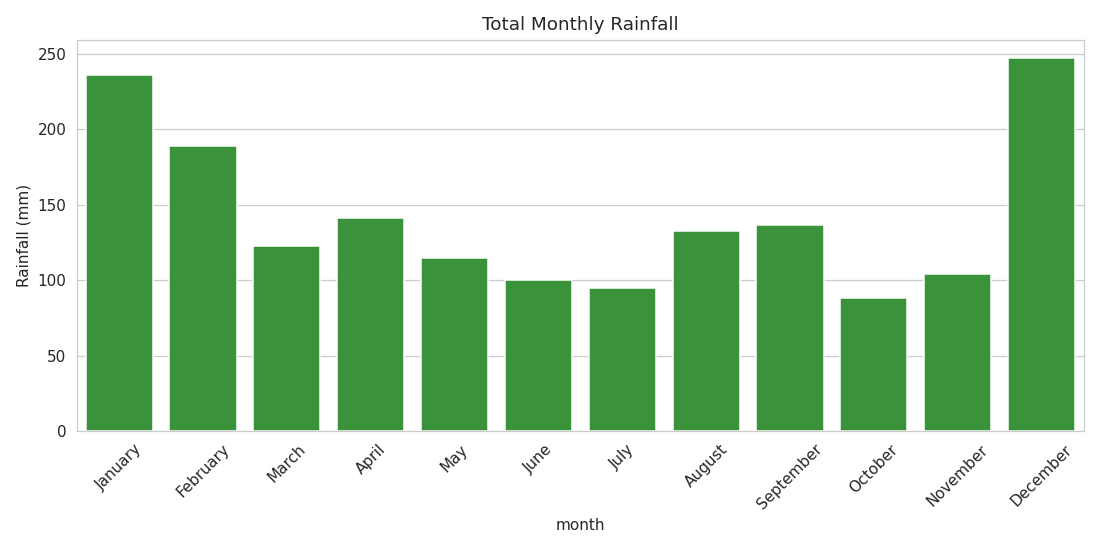 Total Monthly Rainfall
Rainfall (mm)
250
200
150
100
50
0
January
February
March
April
May
June
July
August
September
October
November
December
month